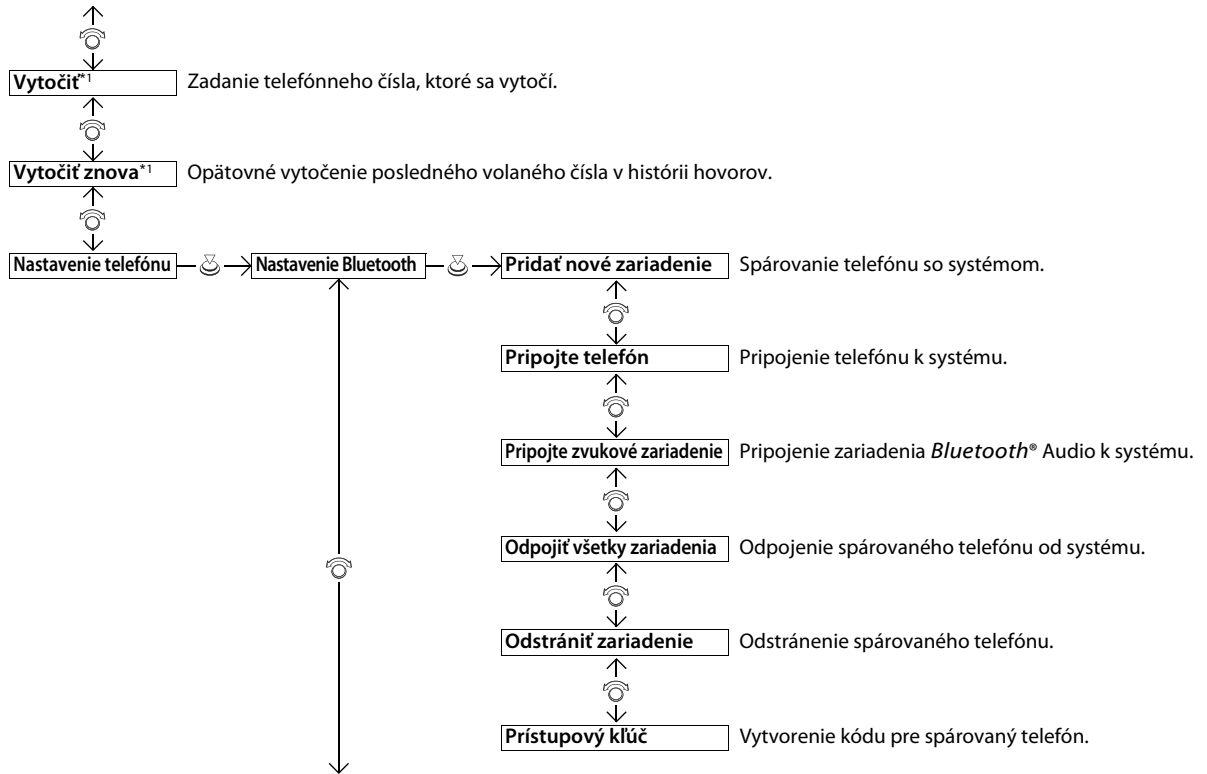 Vytočiť*1 Zadanie telefónneho čísla, ktoré sa vytočí.
Vytočiť znova*1 Opätovné vytočenie posledného volaného čísla v histórii hovorov.
Nastavenie telefónu Nastavenie Bluetooth Pridať nové zariadenie Spárovanie telefónu so systémom.
Pripojte telefón Pripojenie telefónu k systému.
Pripojte zvukové zariadenie Pripojenie zariadenia Bluetooth® Audio k systému.
Odpojiť všetky zariadenia Odpojenie spárovaného telefónu od systému.
Odstrániť zariadenie Odstránenie spárovaného telefónu.
Prístupový kľúč Vytvorenie kódu pre spárovaný telefón.